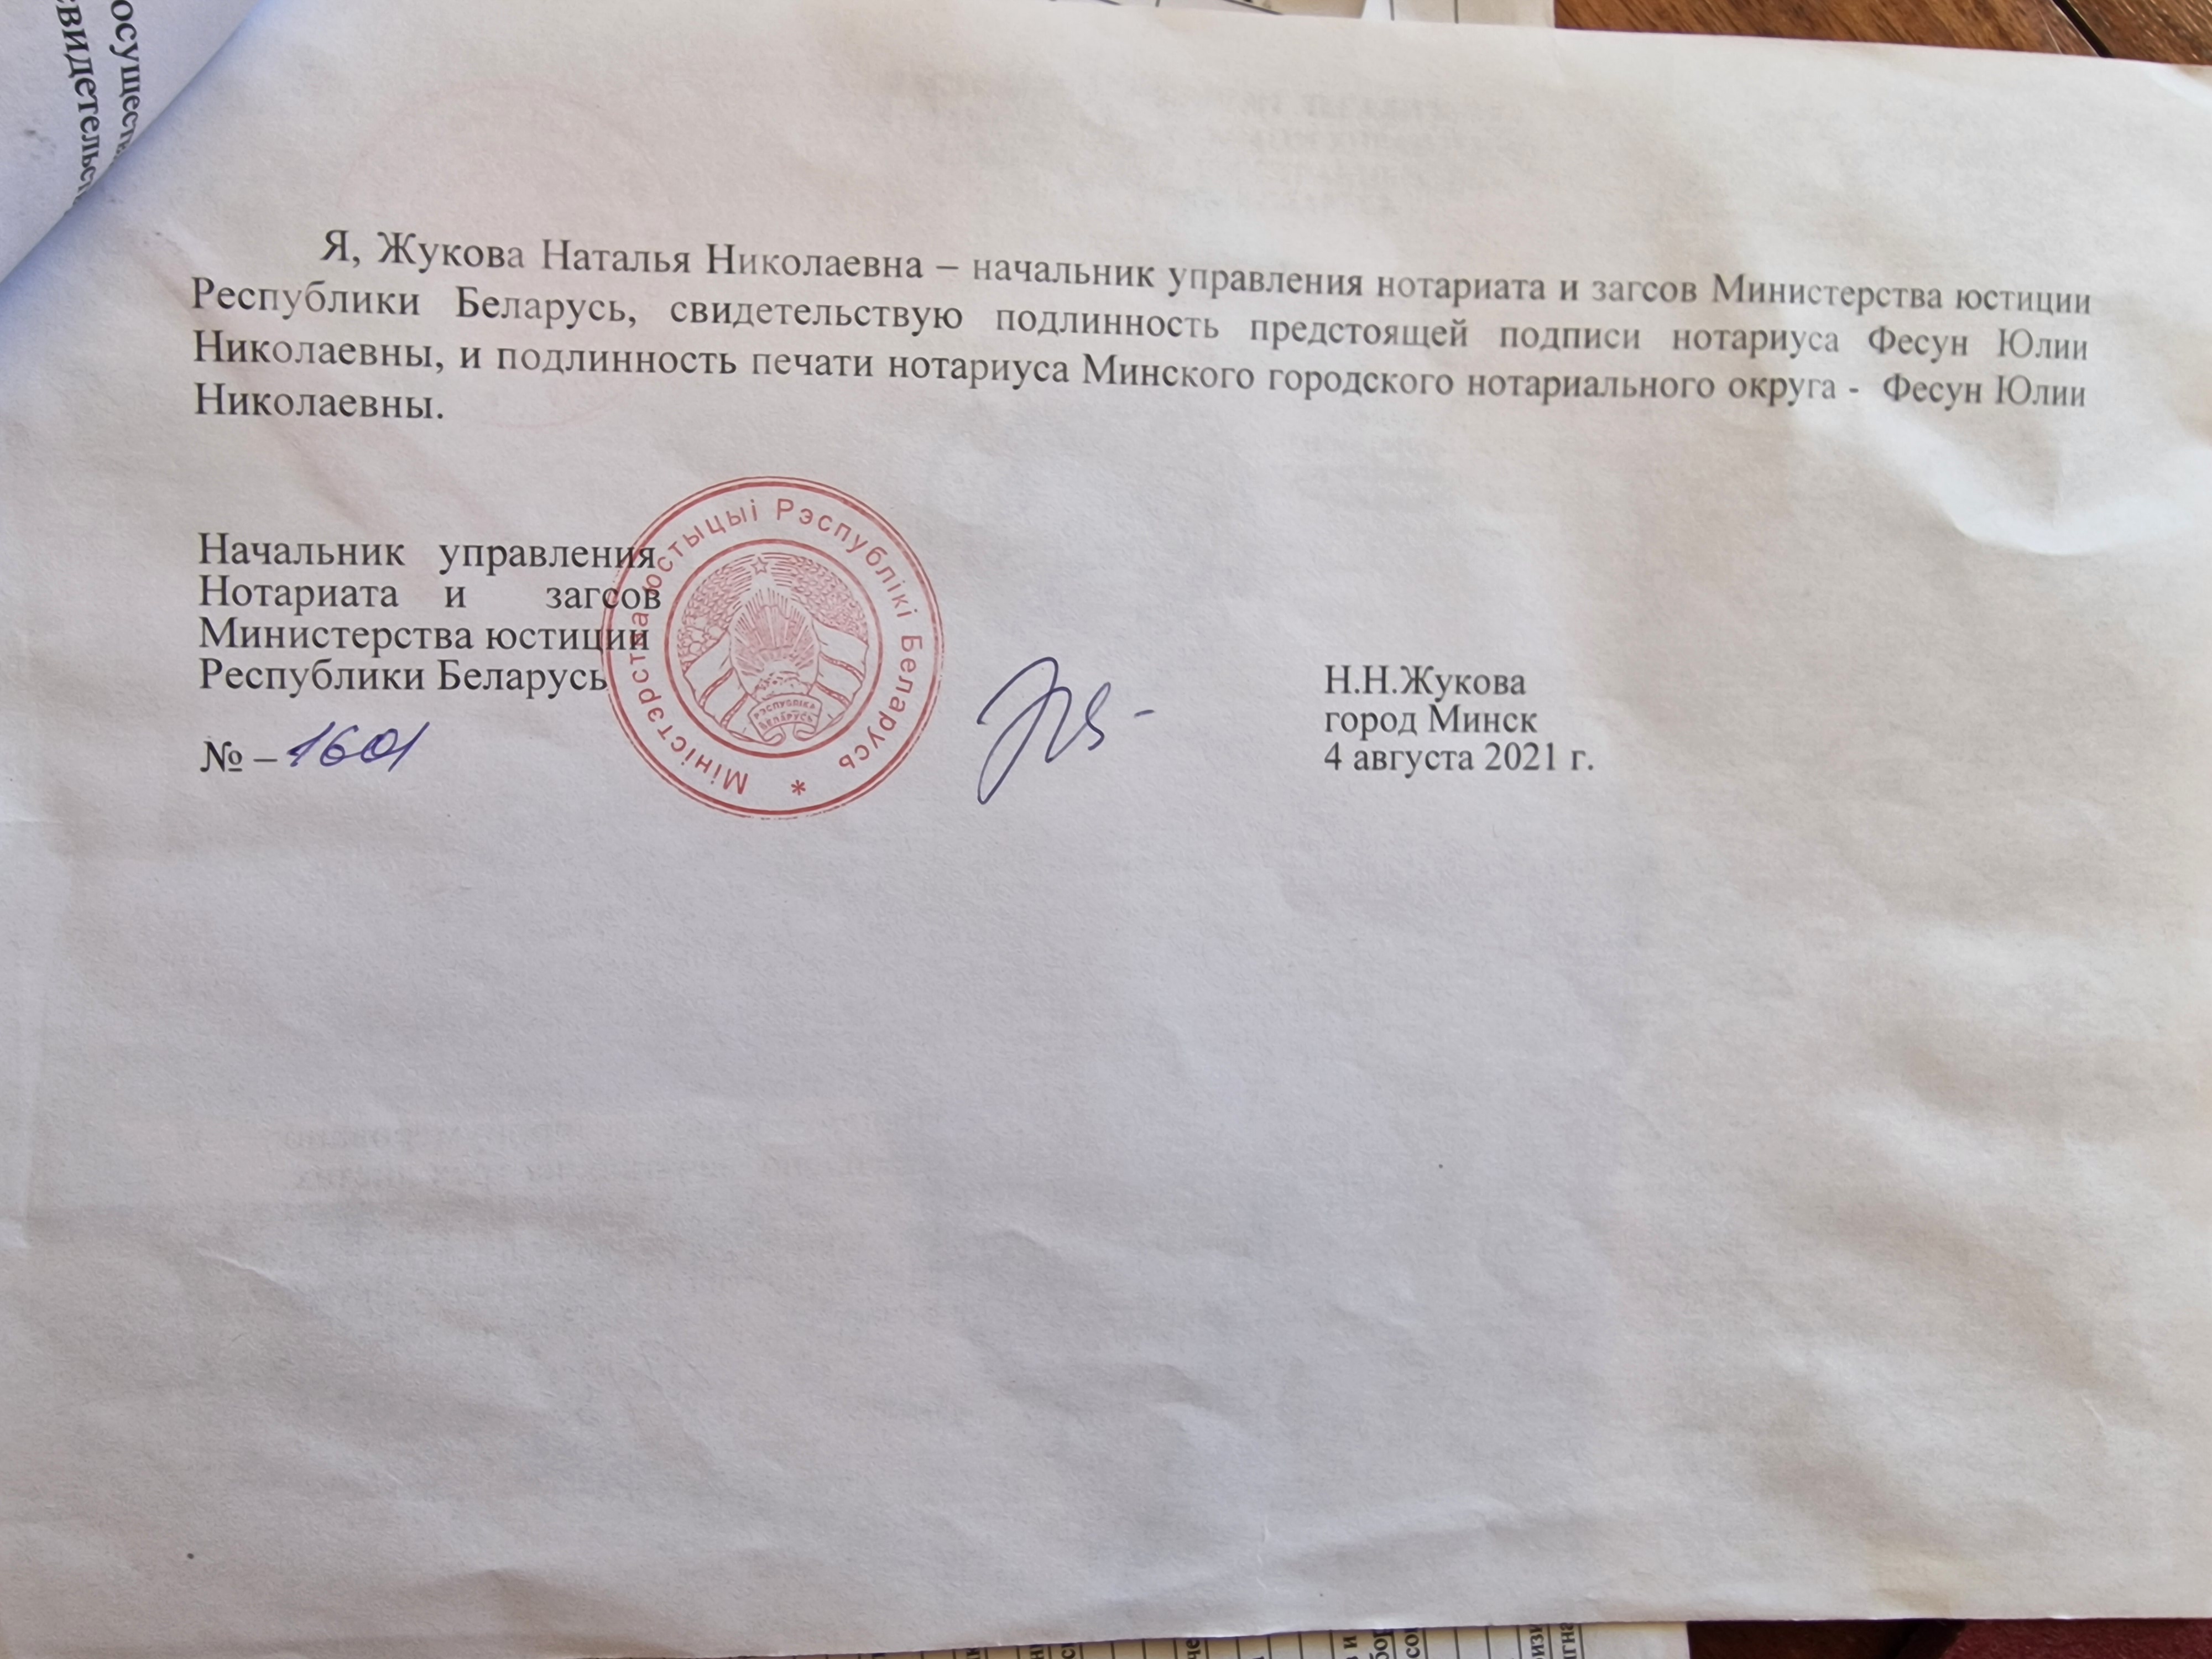 Я, Жукова Наталья Николаевна – начальник управления нотариата и загсов Министерства юстиции
Республики Беларусь, свидетельствую подлинность предстоящей подписи нотариуса Фесун Юлии
Николаевны, и подлинность печати нотариуса Минского городского нотариального округа - Фесун Юлии
Николаевны.
Начальник управления
Нотариата и загсов
Министерства юстиции
Республики Беларусь
Н.Н.Жукова
город Минск
№ – 1601
4 августа 2021 г.
Міністэрства юстыцыі Рэспублікі Беларусь *
РЭСПУБЛІКА
БЕЛАРУСЬ